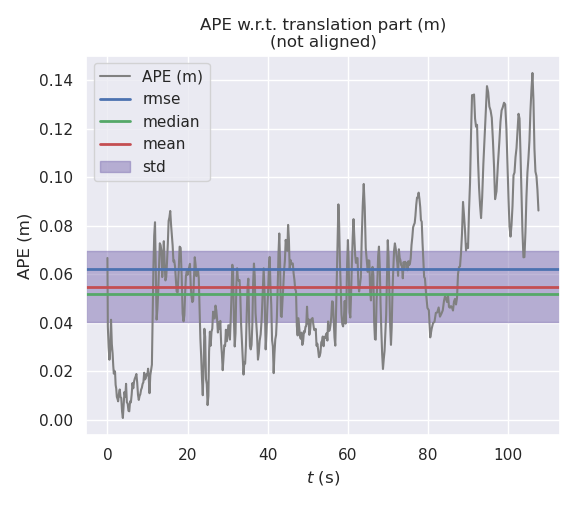 APE w.r.t. translation part (m)
(not aligned)
APE (m)
rmse
median
mean
std
APE (m)
0.14
0.12
0.10
0.08
0.06
0.04
0.02
0.00
0 20 40 60 80 100
t (s)